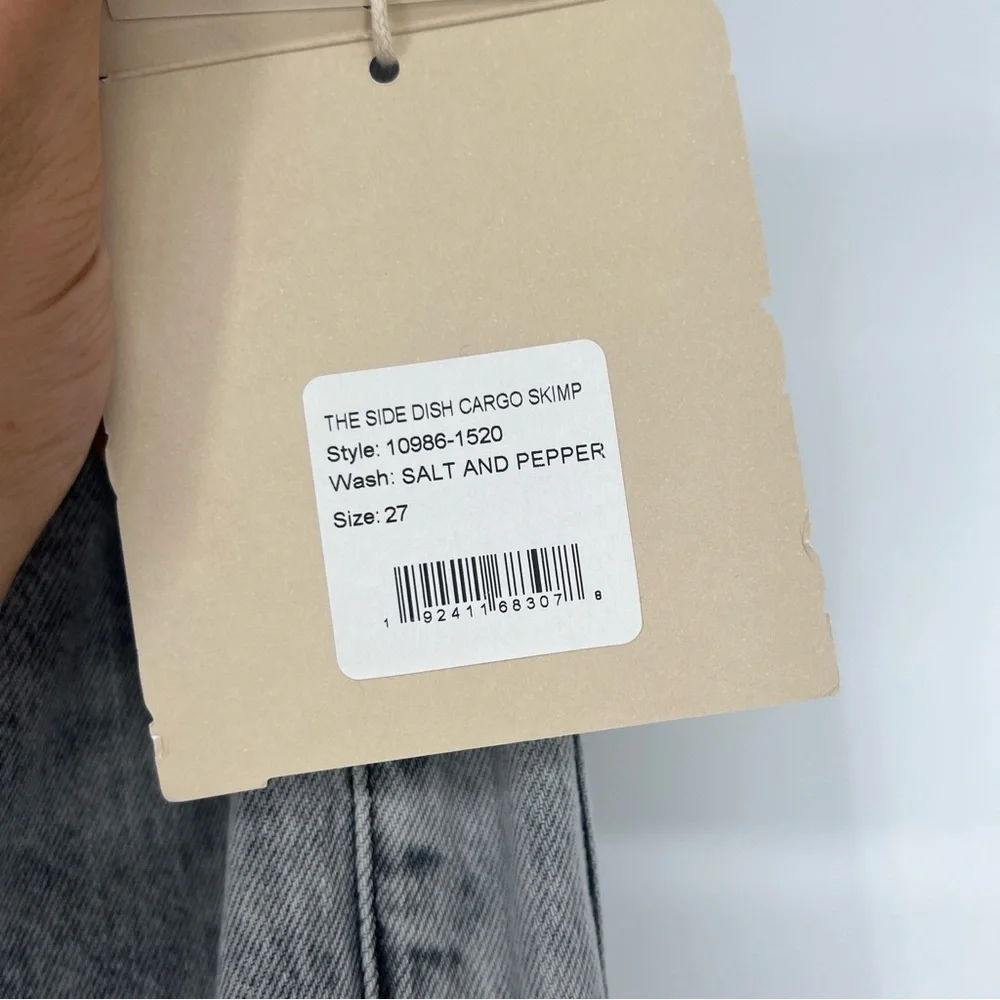 THE SIDE DISH CARGO SKIMP
Style: 10986-1520
Wash: SALT AND PEPPER
Size: 27
1 92411 68307 8